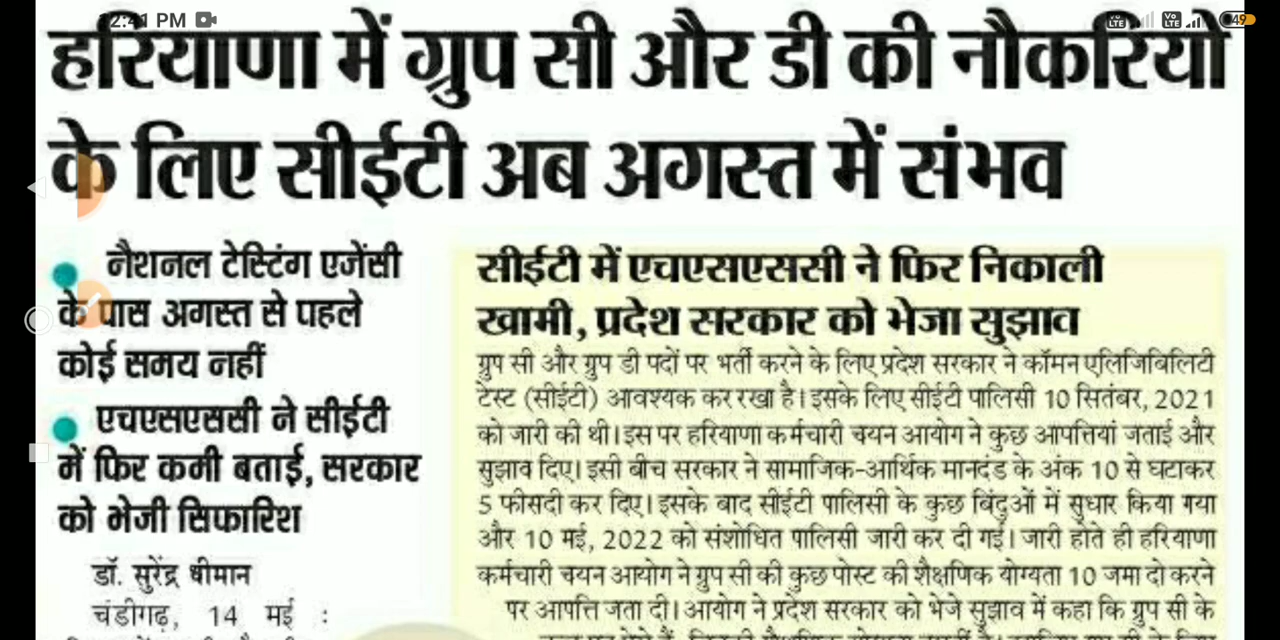 2:41 PM
49
हरियाणा में ग्रुप सी और डी की नौकरियों
के लिए सीईटी अब अगस्त में संभव
नैशनल टेस्टिंग एजेंसी
के पास अगस्त से पहले
कोई समय नहीं
एचएसएससी ने सीईटी
में फिर कमी बताई, सरकार
को भेजी सिफारिश
डॉ. सुरेंद्र धीमान
चंडीगढ़, 14 मई :
सीईटी में एचएसएससी ने फिर निकाली
खामी, प्रदेश सरकार को भेजा सुझाव
ग्रुप सी और ग्रुप डी पदों पर भर्ती करने के लिए प्रदेश सरकार ने कॉमन एलिजिबिलिटी
टेस्ट (सीईटी) आवश्यक कर रखा है। इसके लिए सीईटी पालिसी 10 सितंबर, 2021
को जारी की थी। इस पर हरियाणा कर्मचारी चयन आयोग ने कुछ आपत्तियां जताई और
सुझाव दिए। इसी बीच सरकार ने सामाजिक-आर्थिक मानदंड के अंक 10 से घटाकर
5 फीसदी कर दिए। इसके बाद सीईटी पालिसी के कुछ बिंदुओं में सुधार किया गया
और 10 मई, 2022 को संशोधित पालिसी जारी कर दी गई। जारी होते ही हरियाणा
कर्मचारी चयन आयोग ने ग्रुप सी की कुछ पोस्ट की शैक्षणिक योग्यता 10 जमा दो करने
पर आपत्ति जता दी। आयोग ने प्रदेश सरकार को भेजे सुझाव में कहा कि ग्रुप सी के